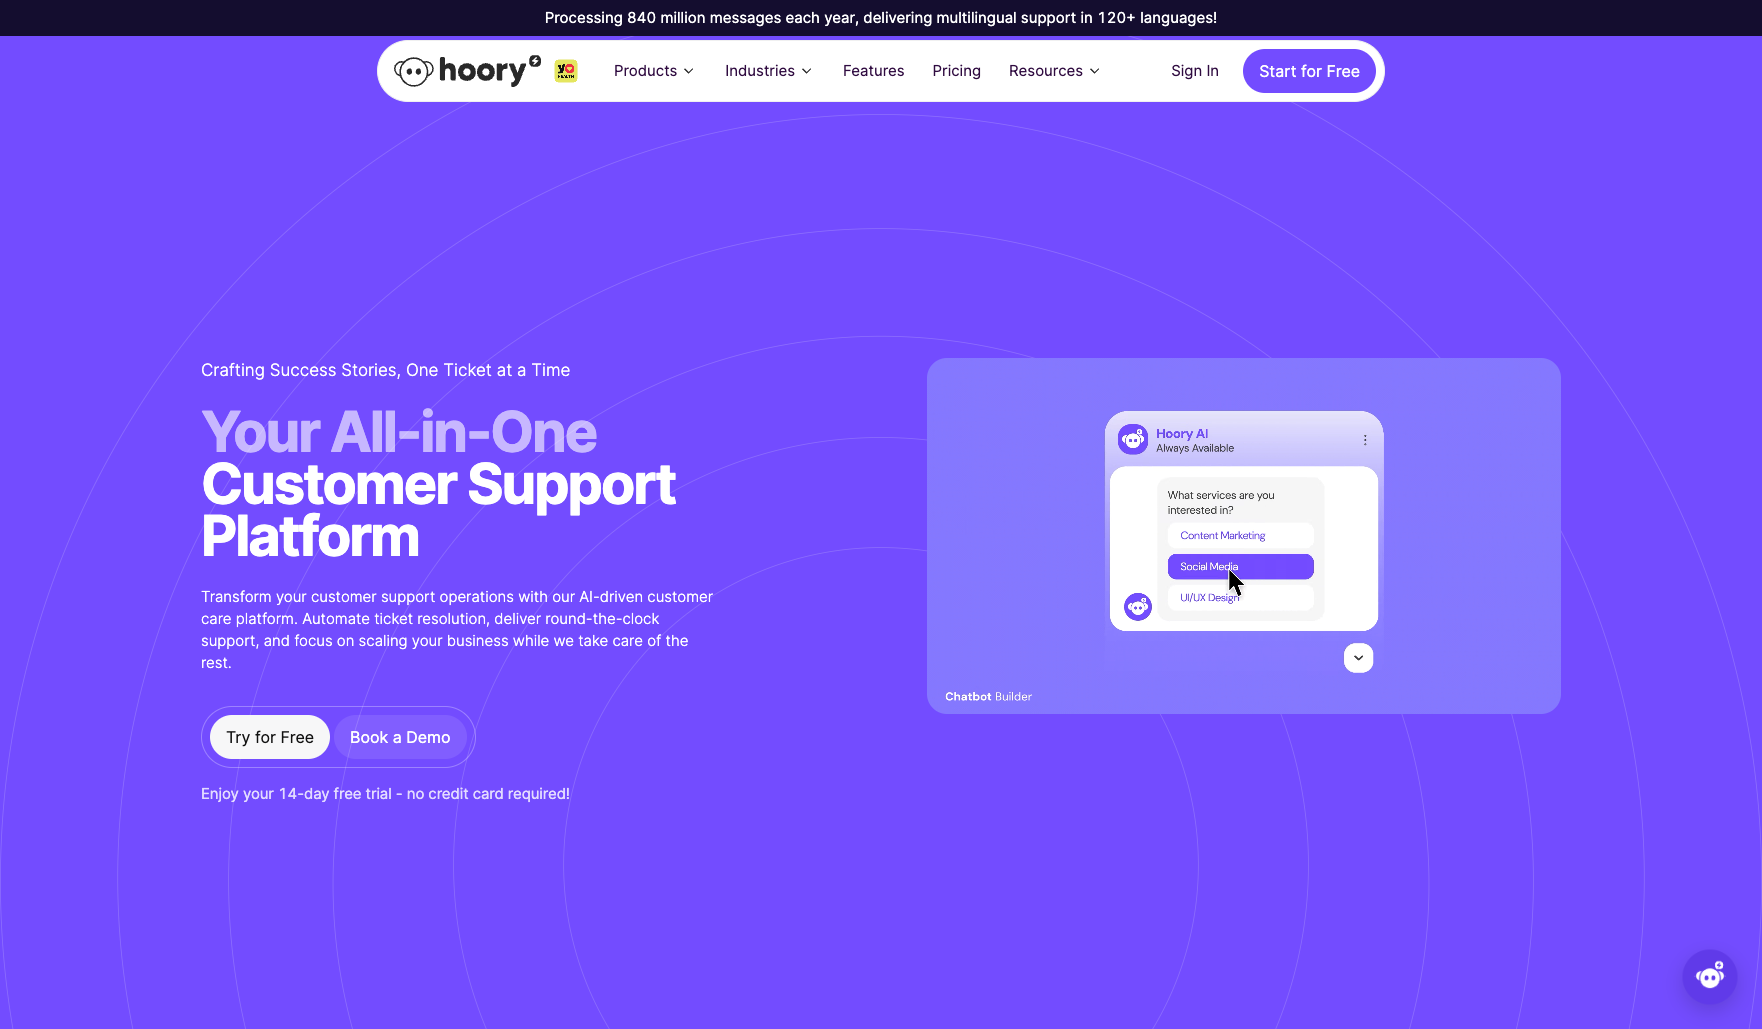 Processing 840 million messages each year, delivering multilingual support in 120+ languages!
hoory
yo HEALTH
Products
Industries
Features
Pricing
Resources
Sign In
Start for Free
Crafting Success Stories, One Ticket at a Time
Your All-in-One
Customer Support
Platform
Transform your customer support operations with our AI-driven customer
care platform. Automate ticket resolution, deliver round-the-clock
support, and focus on scaling your business while we take care of the
rest.
Try for Free
Book a Demo
Enjoy your 14-day free trial - no credit card required!
Hoory AI
Always Available
What services are you
interested in?
Content Marketing
Social Media
UI/UX Design
Chatbot Builder